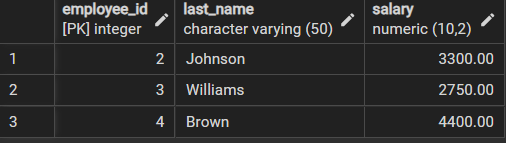 employee_id last_name salary
[PK] integer character varying (50) numeric (10,2)
1 2 Johnson 3300.00
2 3 Williams 2750.00
3 4 Brown 4400.00